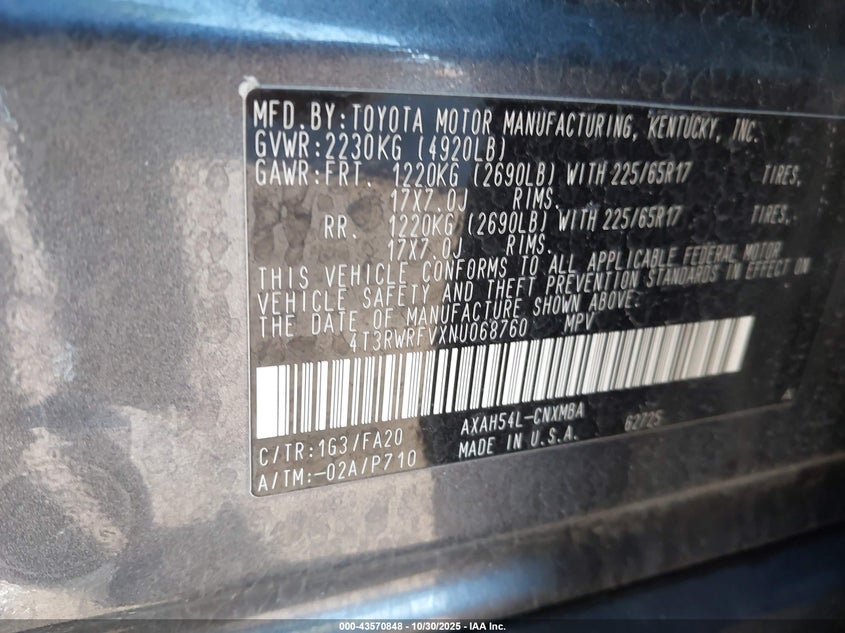 MFD.BY:TOYOTA MOTOR MANUFACTURING, KENTUCKY, INC.
GVWR:2230KG (4920LB)
GAWR:FRT. 1220KG (2690LB) WITH 225/65R17 TIRES,
17X7.0J RIMS.
RR. 1220KG (2690LB) WITH 225/65R17 TIRES,
17X7.0J RIMS.
THIS VEHICLE CONFORMS TO ALL APPLICABLE FEDERAL MOTOR
VEHICLE SAFETY AND THEFT PREVENTION STANDARDS IN EFFECT ON
THE DATE OF MANUFACTURE SHOWN ABOVE.
4T3RWRFVXNU068760 MPV
C/TR:1G3/FA20 AXAH54L-CNXMBA G2725
A/TM:-02A/P710 MADE IN U.S.A.
000-43570848 - 10/30/2025 - IAA Inc.